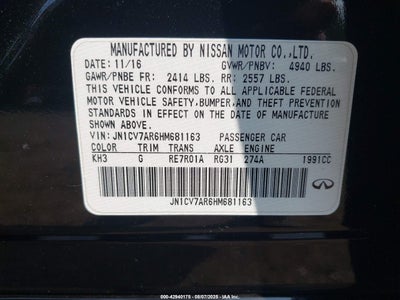 MANUFACTURED BY NISSAN MOTOR CO.,LTD.
DATE: 11/16 GVWR/PNBV: 4940 LBS.
GAWR/PNBE FR: 2414 LBS. RR: 2557 LBS.
THIS VEHICLE CONFORMS TO ALL APPLICABLE FEDERAL
MOTOR VEHICLE SAFETY,BUMPER,AND THEFT PREVENTION
STANDARDS IN EFFECT ON THE DATE OF MANUFACTURE
SHOWN ABOVE.
VIN: JN1CV7AR6HM681163 PASSENGER CAR
COLOR TRIM TRANS AXLE ENGINE
KH3 G RE7R01A RG31 274A 1991CC
INFINITI
JN1CV7AR6HM681163
000-42940175 - 08/07/2025 - IAAI.COM